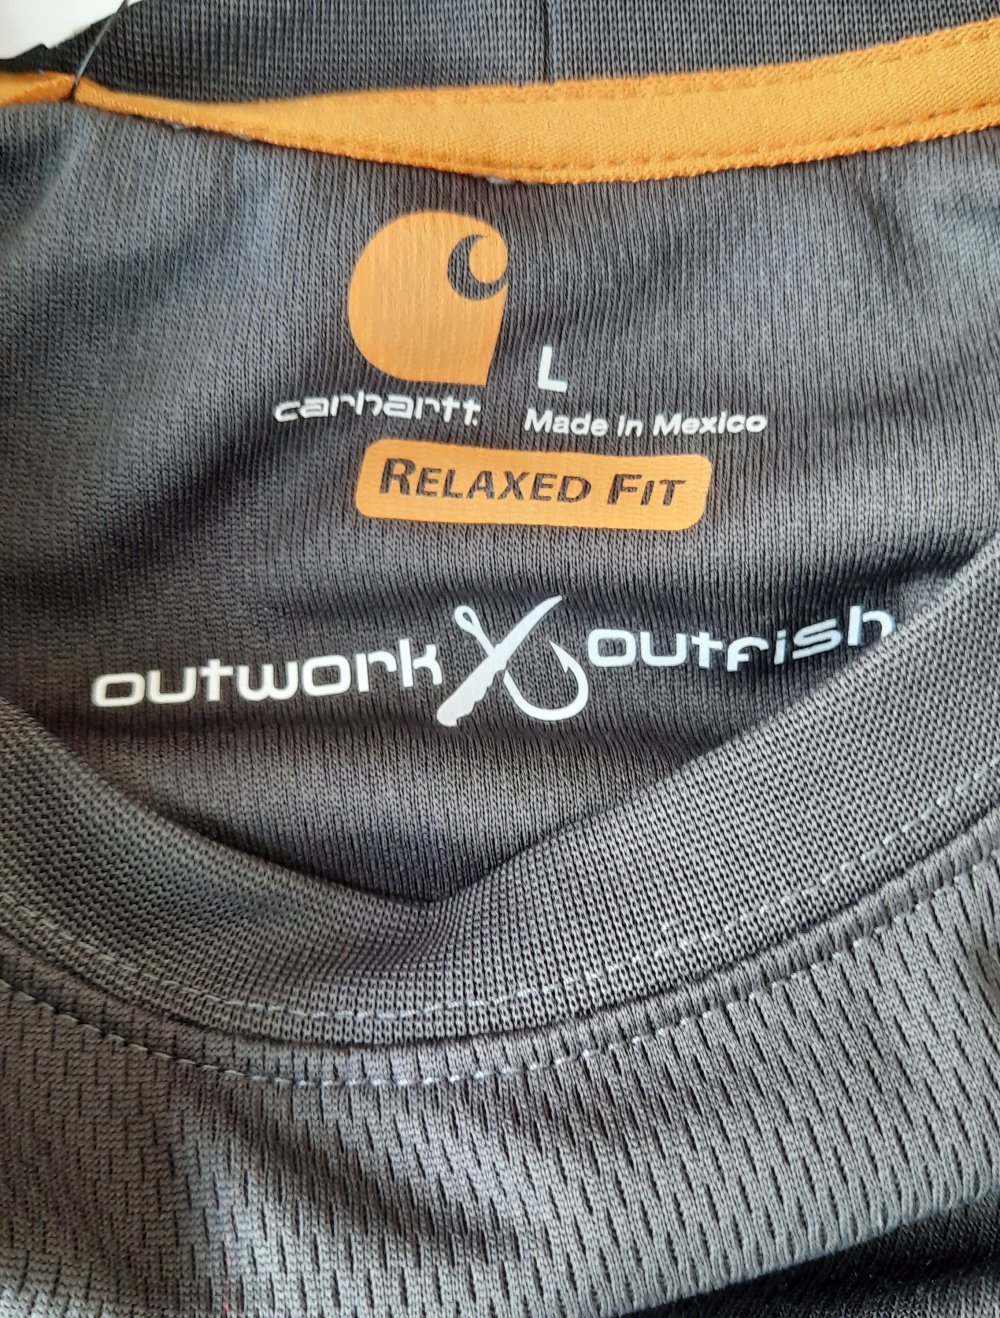 L
carhartt.
Made in Mexico
RELAXED FIT
outwork outfish